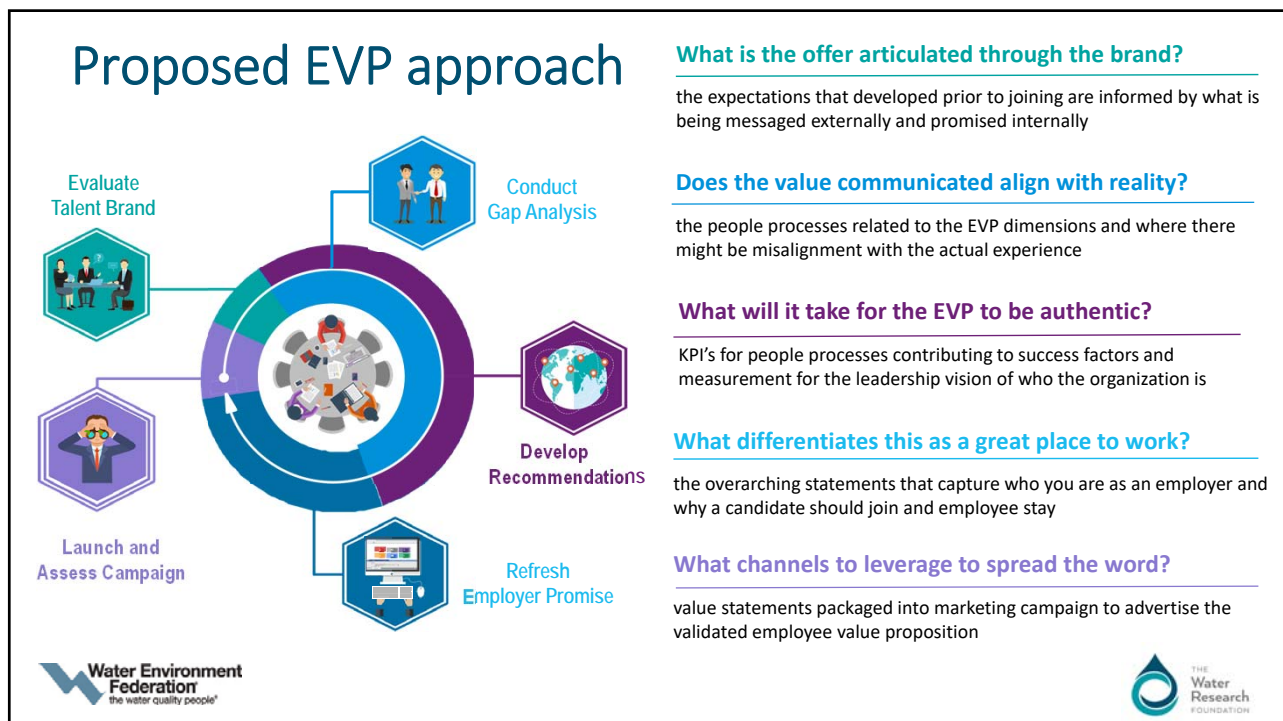 Proposed EVP approach
Evaluate
Talent Brand
Conduct
Gap Analysis
Develop
Recommendations
Refresh
Employer Promise
Launch and
Assess Campaign
What is the offer articulated through the brand?
the expectations that developed prior to joining are informed by what is
being messaged externally and promised internally
Does the value communicated align with reality?
the people processes related to the EVP dimensions and where there
might be misalignment with the actual experience
What will it take for the EVP to be authentic?
KPI's for people processes contributing to success factors and
measurement for the leadership vision of who the organization is
What differentiates this as a great place to work?
the overarching statements that capture who you are as an employer and
why a candidate should join and employee stay
What channels to leverage to spread the word?
value statements packaged into marketing campaign to advertise the
validated employee value proposition
Water Environment
Federation
the water quality people®
THE
Water
Research
FOUNDATION